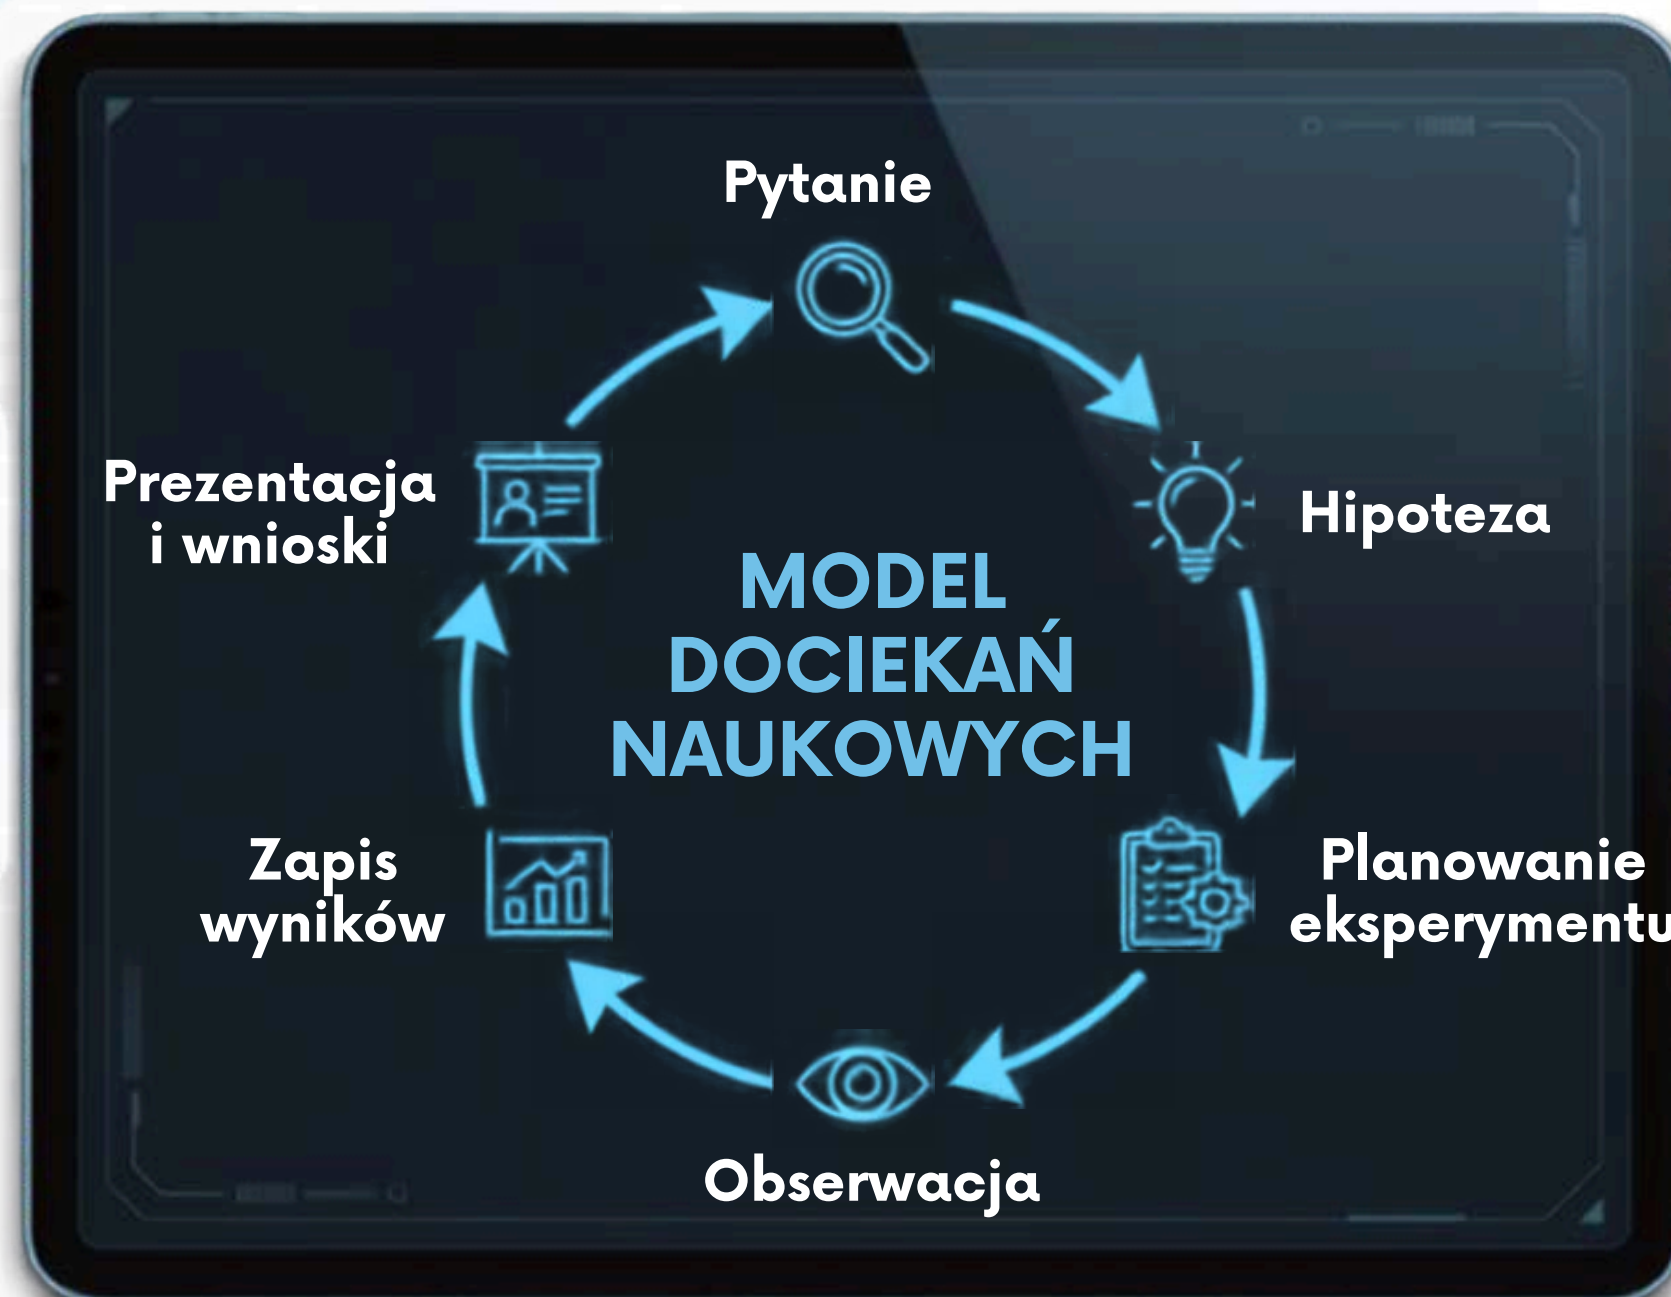 Pytanie
Hipoteza
Planowanie
eksperymentu
Obserwacja
Zapis
wyników
Prezentacja
i wnioski
MODEL
DOCIEKAŃ
NAUKOWYCH